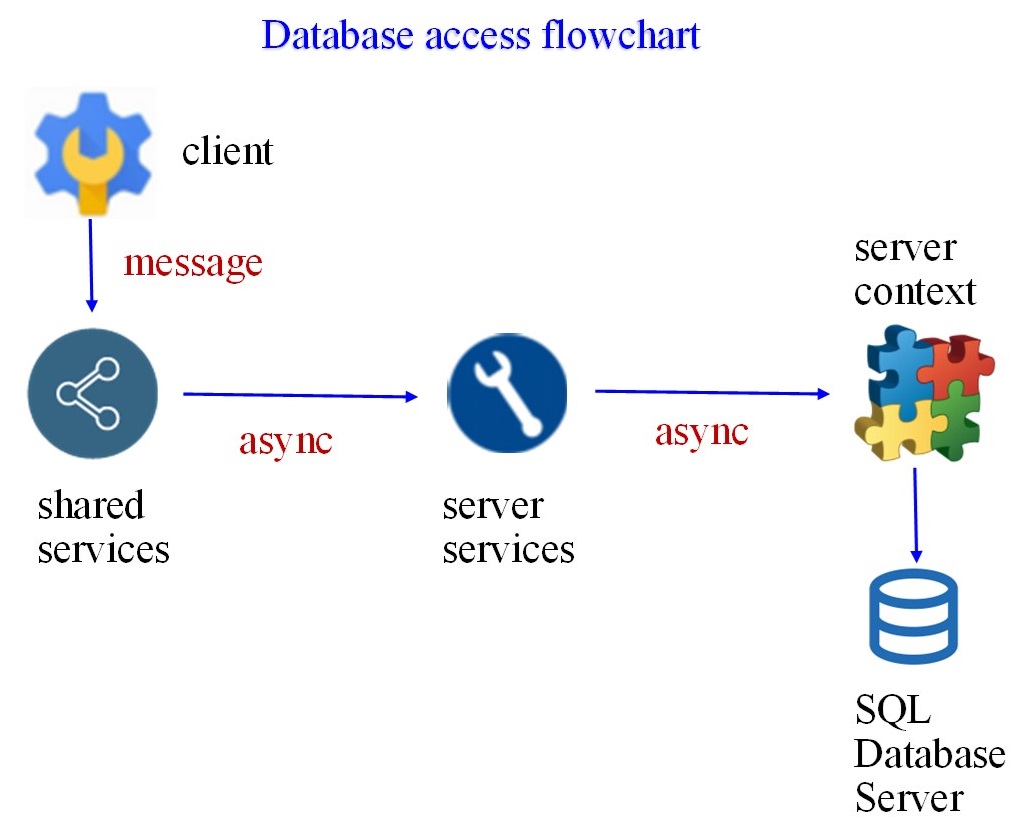 Database access flowchart
client
message
server
context
async
async
shared
services
server
services
SQL
Database
Server